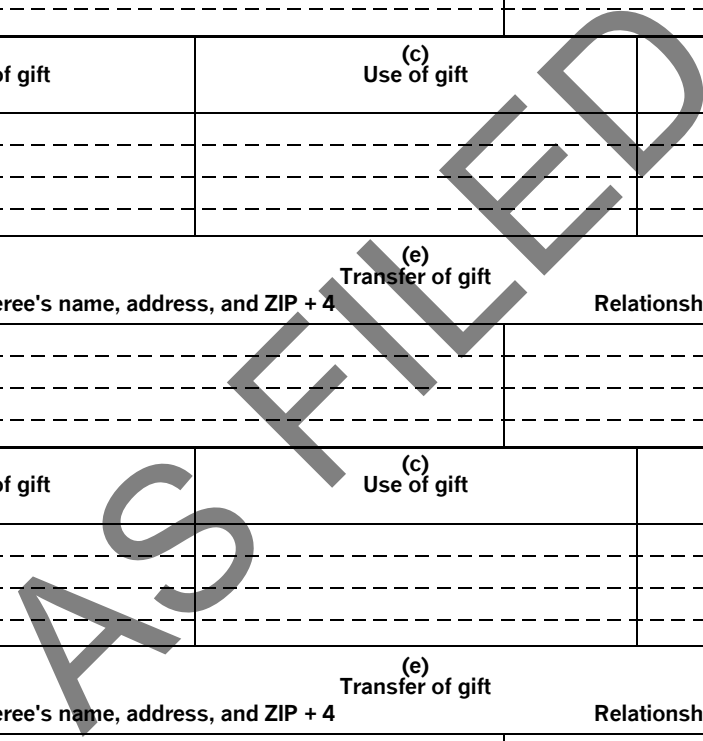 (c)
of gift Use of gift
(e)
Transfer of gift
eree's name, address, and ZIP + 4 Relationsh
(c)
of gift Use of gift
(e)
Transfer of gift
eree's name, address, and ZIP + 4 Relationsh
AS FILED